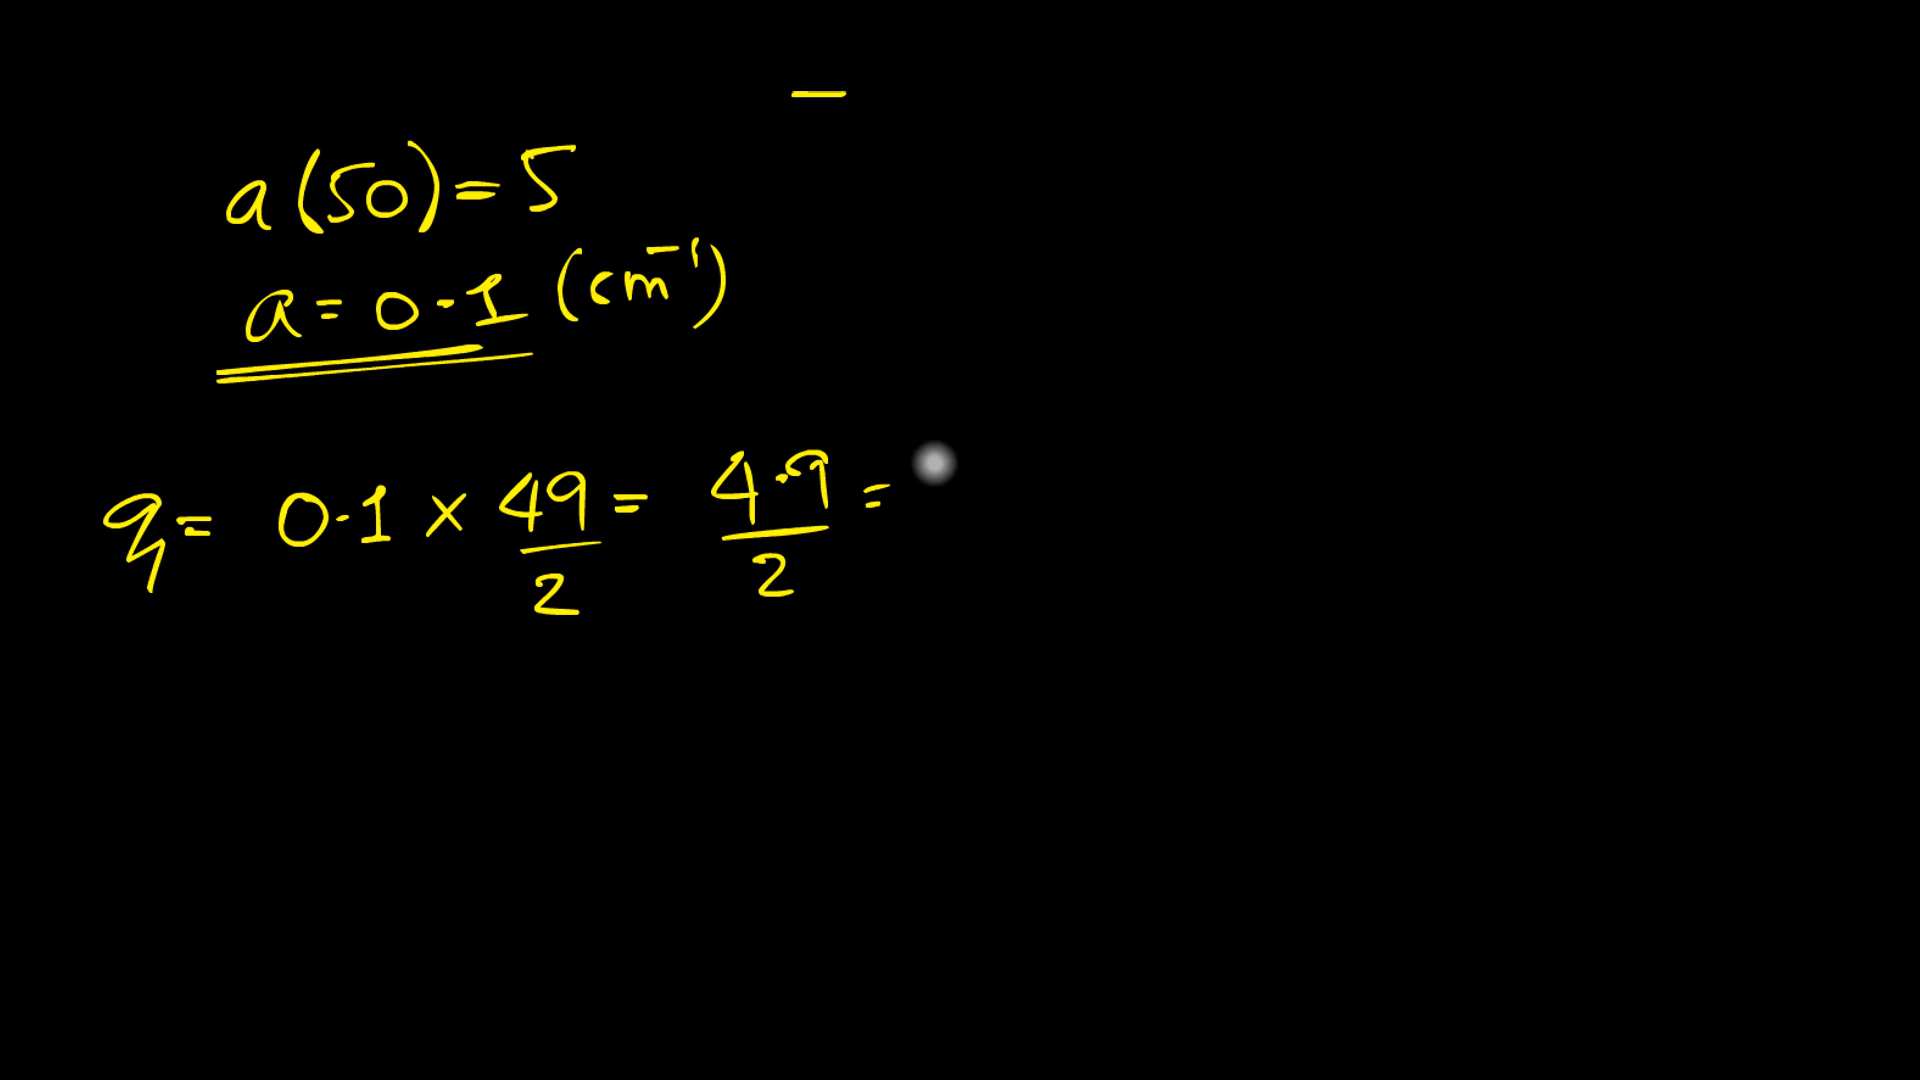 a(50)=5
a=0.1 (cm⁻¹)
q= 0.1 × 49/2 = 4.9/2 =